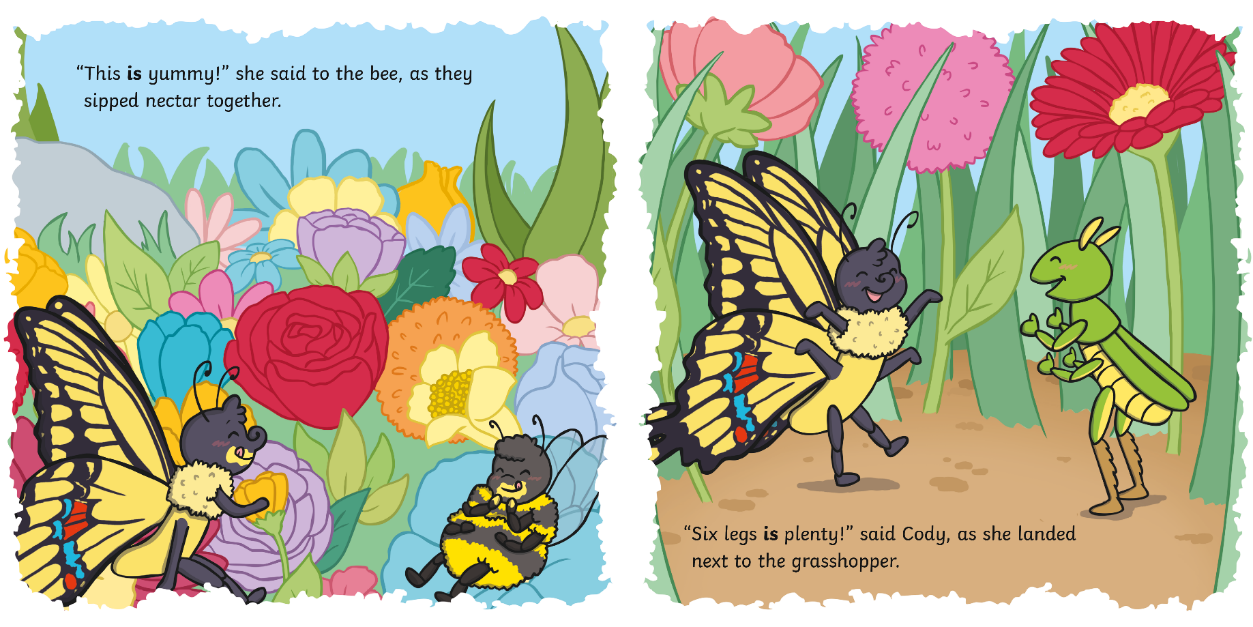 “This is yummy!” she said to the bee, as they
sipped nectar together.
“Six legs is plenty!” said Cody, as she landed
next to the grasshopper.